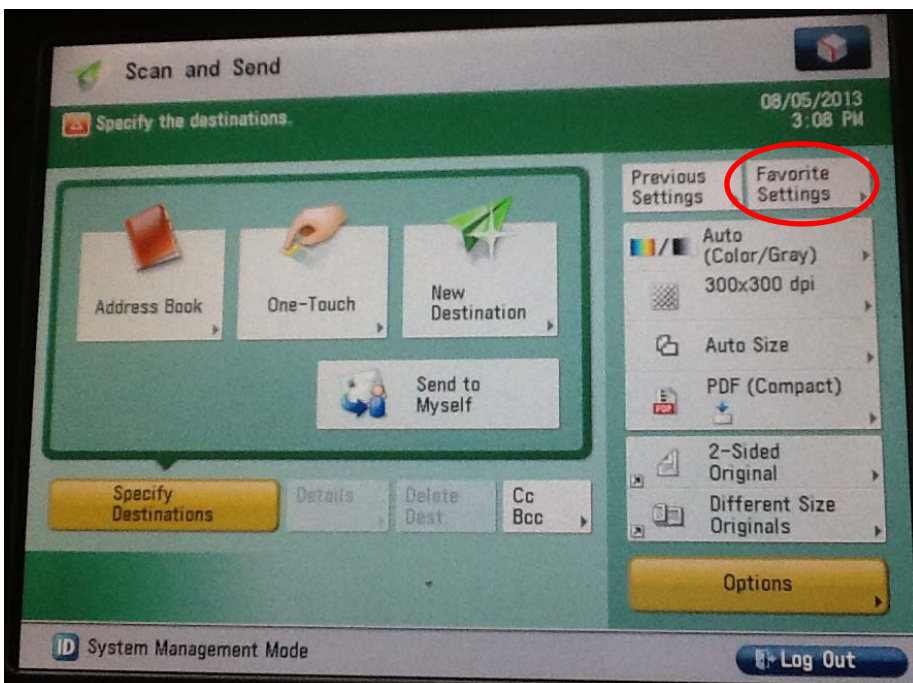 Scan and Send
Specify the destinations.
08/05/2013
3:08 PM
Previous
Settings
Favorite
Settings
Address Book
One-Touch
New
Destination
Send to
Myself
Auto
(Color/Gray)
300x300 dpi
Auto Size
PDF
PDF (Compact)
2-Sided
Original
Different Size
Originals
Specify
Destinations
Details
Delete
Dest.
Cc
Bcc
Options
ID System Management Mode
Log Out